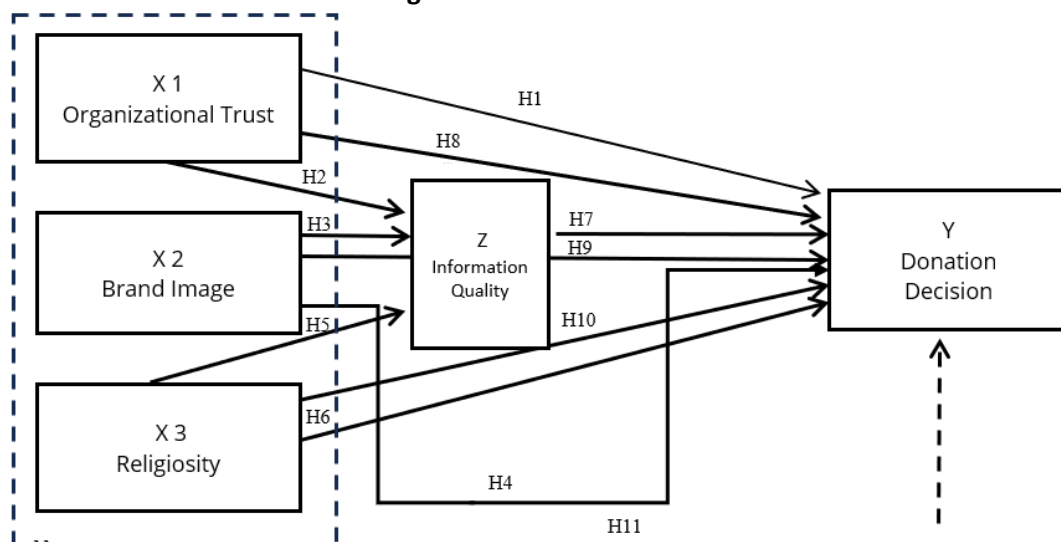 X 1
Organizational Trust
H1
H8
H2
X 2
Brand Image
H3
Z
Information
Quality
H7
H9
Y
Donation
Decision
H5
H10
X 3
Religiosity
H6
H4
H11